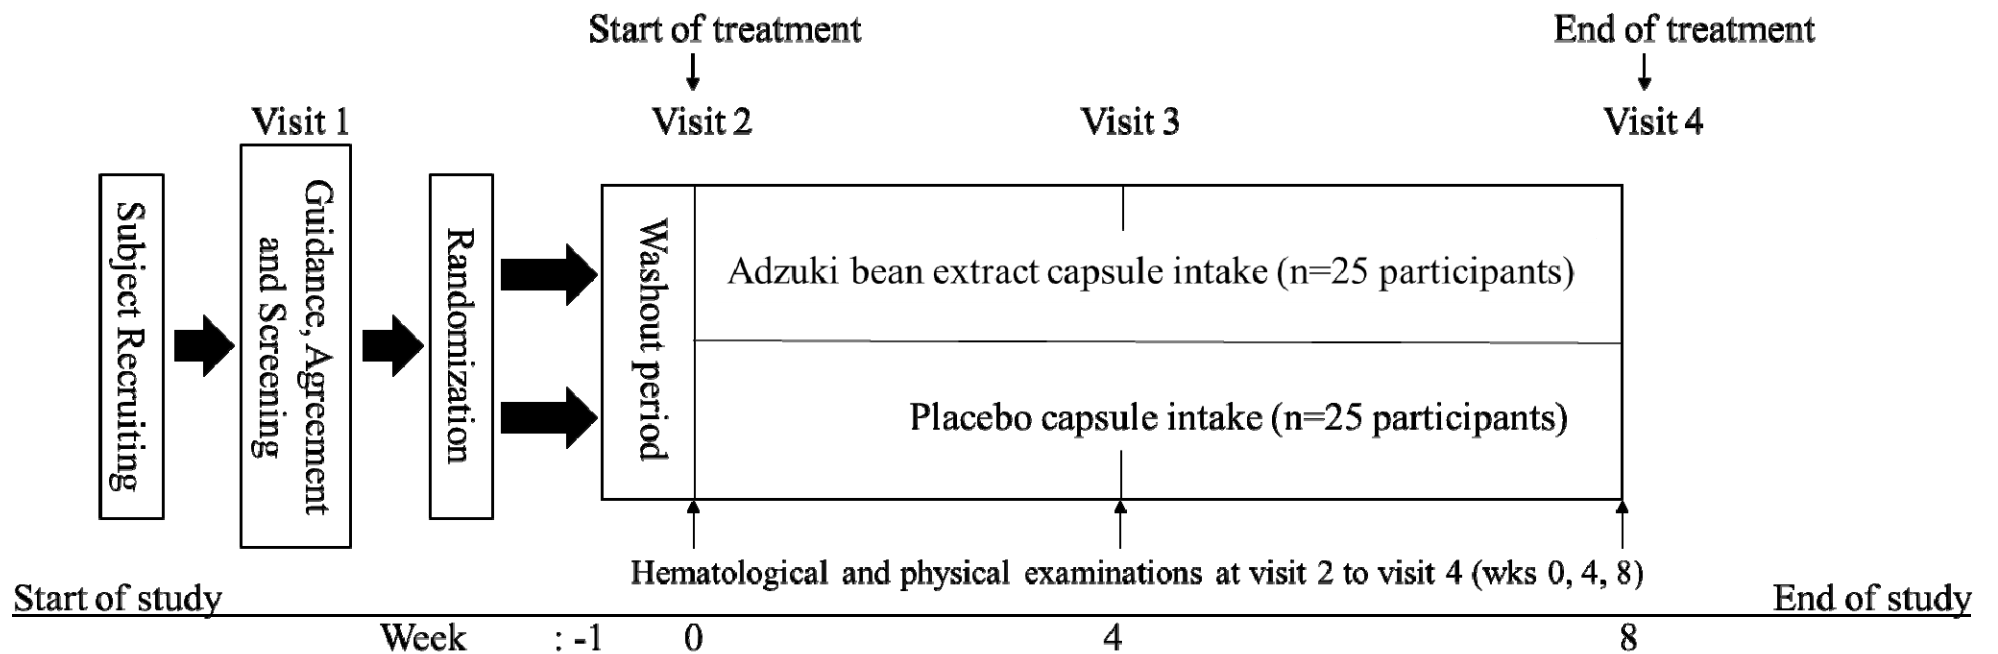 Start of treatment
End of treatment
Visit 1
Visit 2
Visit 3
Visit 4
Subject Recruiting
Guidance, Agreement
and Screening
Randomization
Washout period
Adzuki bean extract capsule intake (n=25 participants)
Placebo capsule intake (n=25 participants)
Hematological and physical examinations at visit 2 to visit 4 (wks 0, 4, 8)
Start of study
End of study
Week : -1 0 4 8